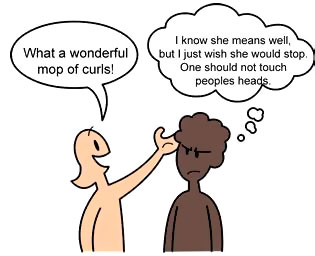 What a wonderful
mop of curls!
I know she means well,
but I just wish she would stop.
One should not touch
peoples heads.